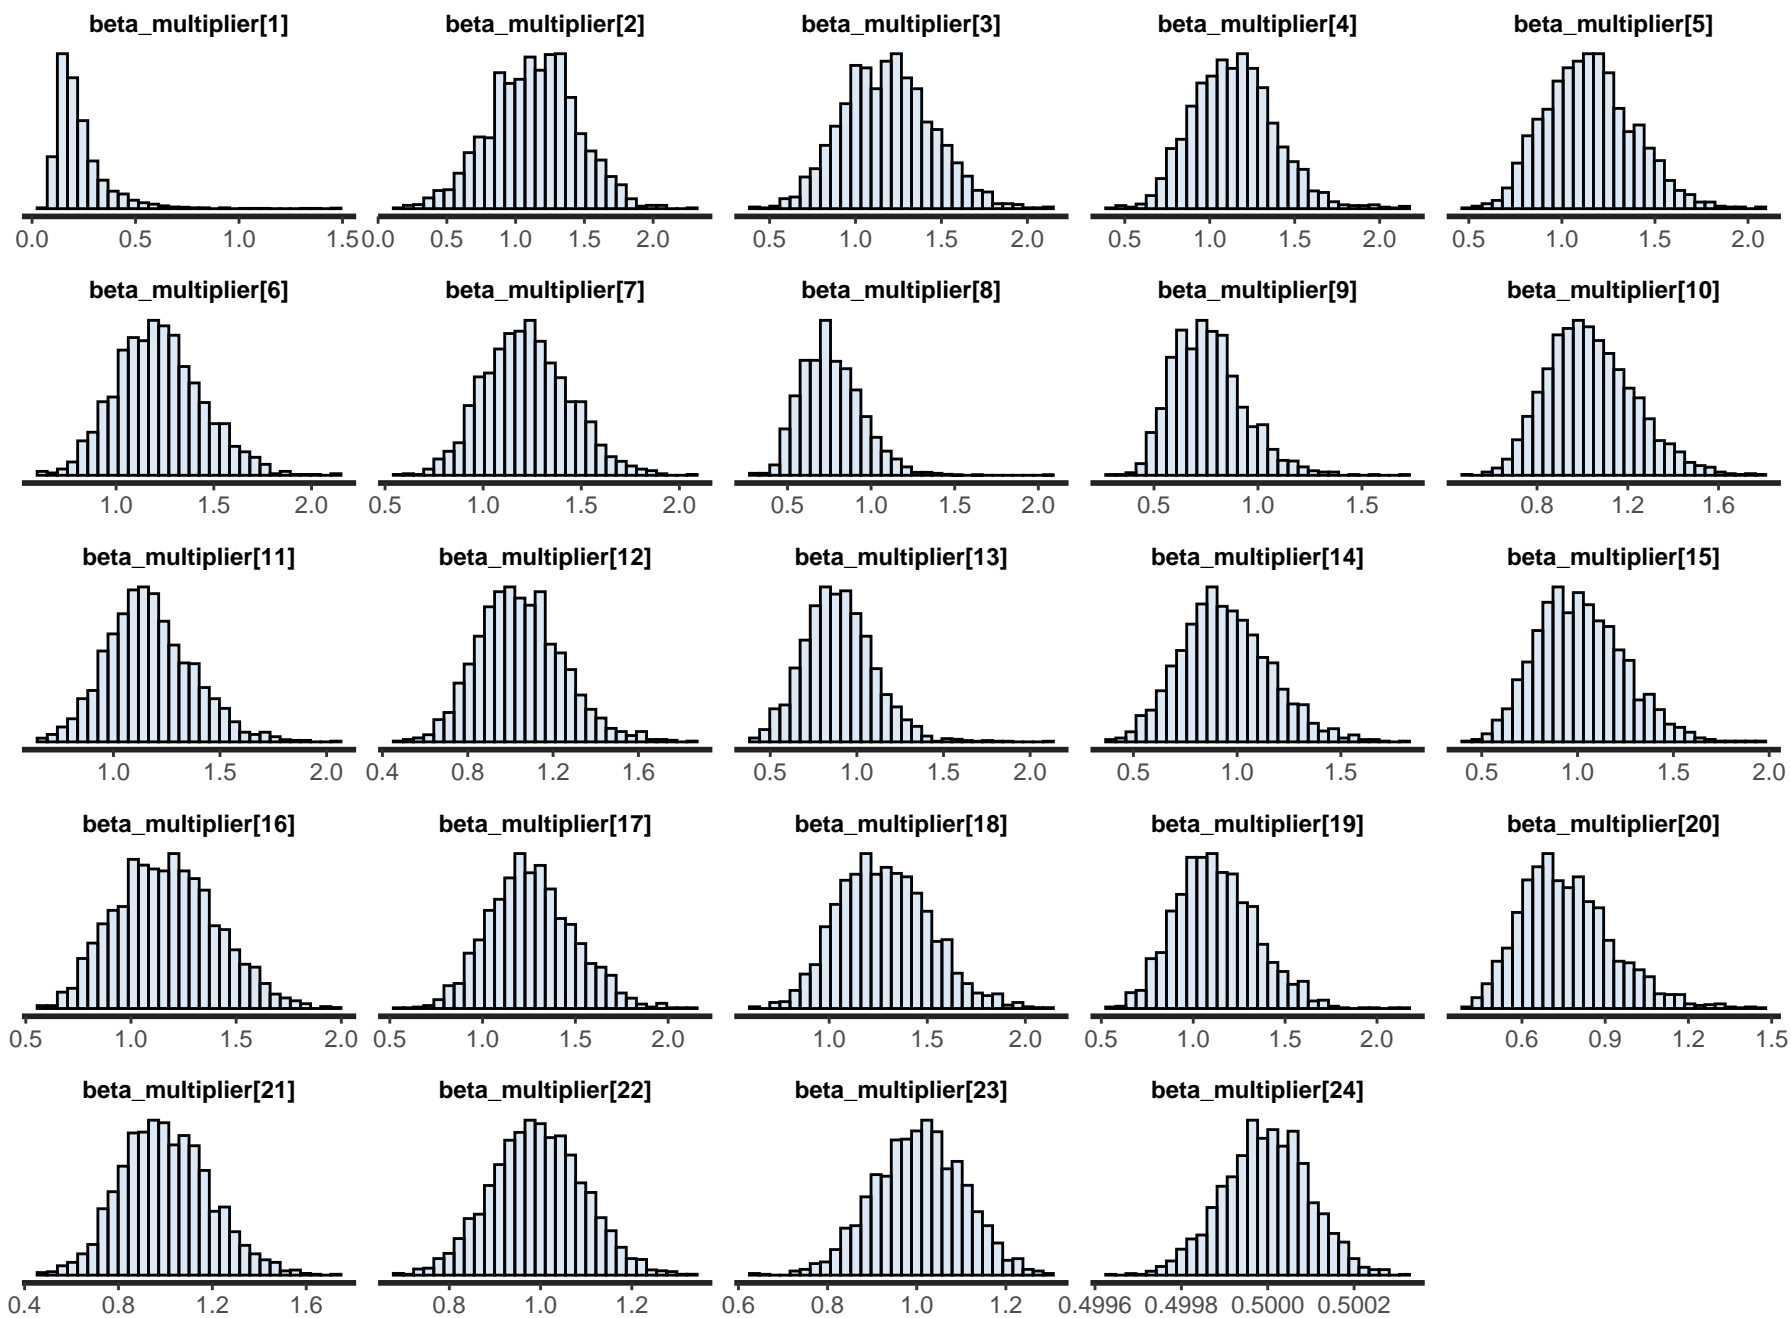 beta_multiplier[1] beta_multiplier[2] beta_multiplier[3] beta_multiplier[4] beta_multiplier[5]
0.0 0.5 1.0 1.5 0.0 0.5 1.0 1.5 2.0 0.5 1.0 1.5 2.0 0.5 1.0 1.5 2.0 0.5 1.0 1.5 2.0
beta_multiplier[6] beta_multiplier[7] beta_multiplier[8] beta_multiplier[9] beta_multiplier[10]
1.0 1.5 2.0 0.5 1.0 1.5 2.0 0.5 1.0 1.5 2.0 0.5 1.0 1.5 0.8 1.2 1.6
beta_multiplier[11] beta_multiplier[12] beta_multiplier[13] beta_multiplier[14] beta_multiplier[15]
1.0 1.5 2.0 0.4 0.8 1.2 1.6 0.5 1.0 1.5 2.0 0.5 1.0 1.5 0.5 1.0 1.5 2.0
beta_multiplier[16] beta_multiplier[17] beta_multiplier[18] beta_multiplier[19] beta_multiplier[20]
0.5 1.0 1.5 2.0 0.5 1.0 1.5 2.0 1.0 1.5 2.0 0.5 1.0 1.5 2.0 0.6 0.9 1.2 1.5
beta_multiplier[21] beta_multiplier[22] beta_multiplier[23] beta_multiplier[24]
0.4 0.8 1.2 1.6 0.8 1.0 1.2 0.6 0.8 1.0 1.2 0.4996 0.4998 0.5000 0.5002